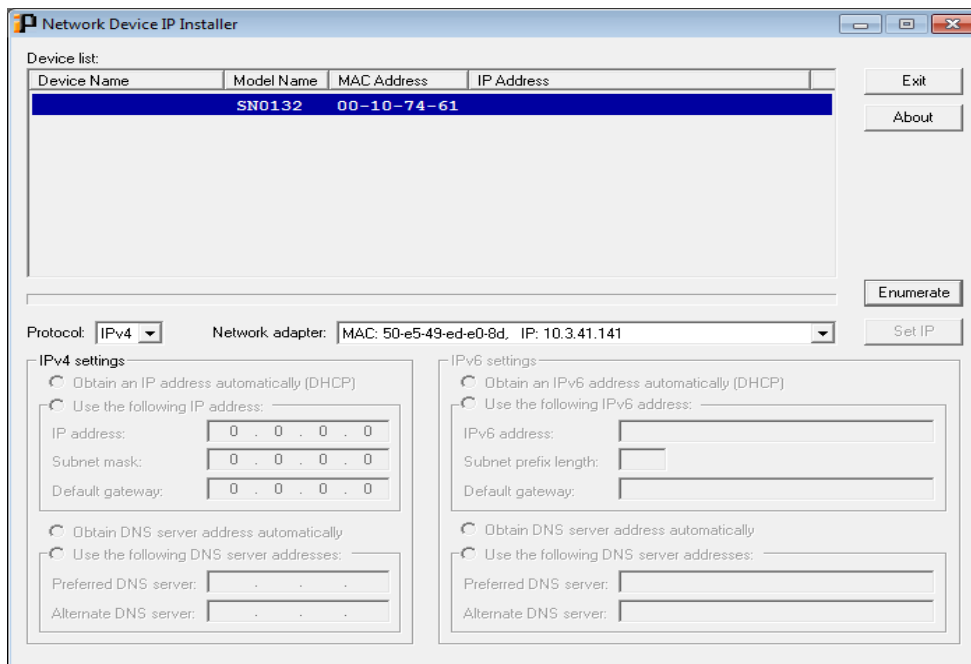 Network Device IP Installer
Device list:
Device Name Model Name MAC Address IP Address
SN0132 00-10-74-61
Exit
About
Enumerate
Protocol: IPv4 Network adapter: MAC: 50-e5-49-ed-e0-8d, IP: 10.3.41.141 Set IP
IPv4 settings
Obtain an IP address automatically (DHCP)
Use the following IP address:
IP address: 0 . 0 . 0 . 0
Subnet mask: 0 . 0 . 0 . 0
Default gateway: 0 . 0 . 0 . 0
Obtain DNS server address automatically
Use the following DNS server addresses:
Preferred DNS server: . . .
Alternate DNS server: . . .
IPv6 settings
Obtain an IPv6 address automatically (DHCP)
Use the following IPv6 address:
IPv6 address:
Subnet prefix length:
Default gateway:
Obtain DNS server address automatically
Use the following DNS server addresses:
Preferred DNS server:
Alternate DNS server: